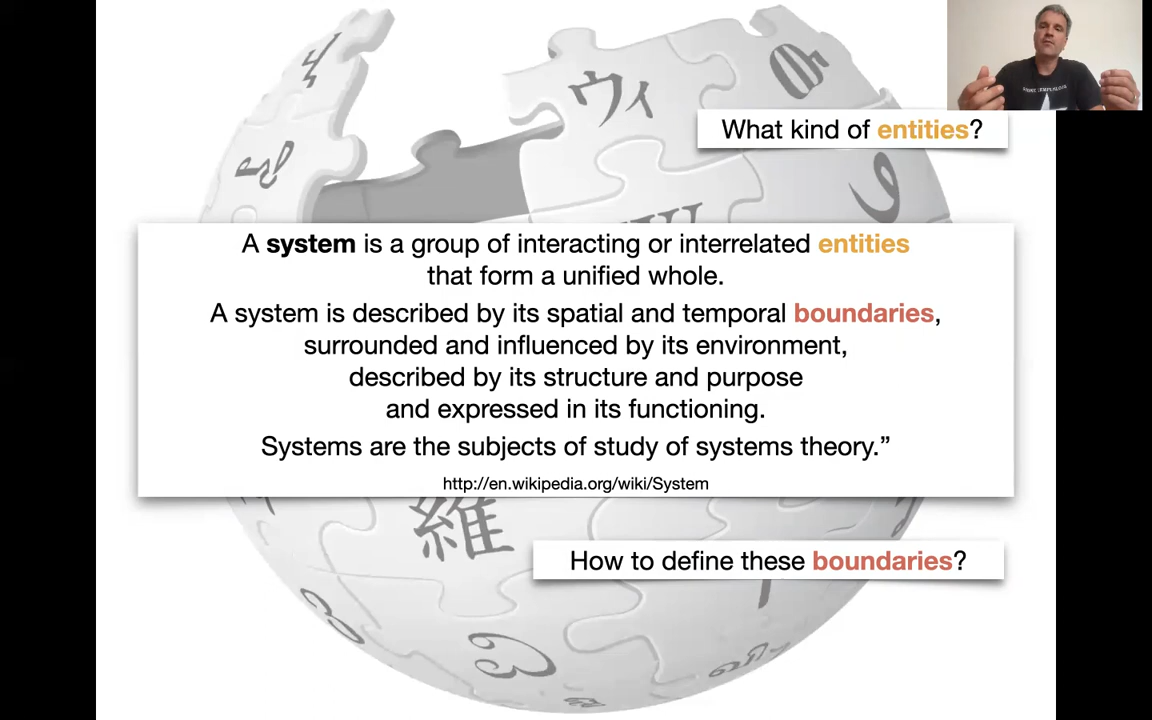 What kind of entities?
ウィ
A system is a group of interacting or interrelated entities
that form a unified whole.
A system is described by its spatial and temporal boundaries,
surrounded and influenced by its environment,
described by its structure and purpose
and expressed in its functioning.
Systems are the subjects of study of systems theory.”
http://en.wikipedia.org/wiki/System
維
How to define these boundaries?